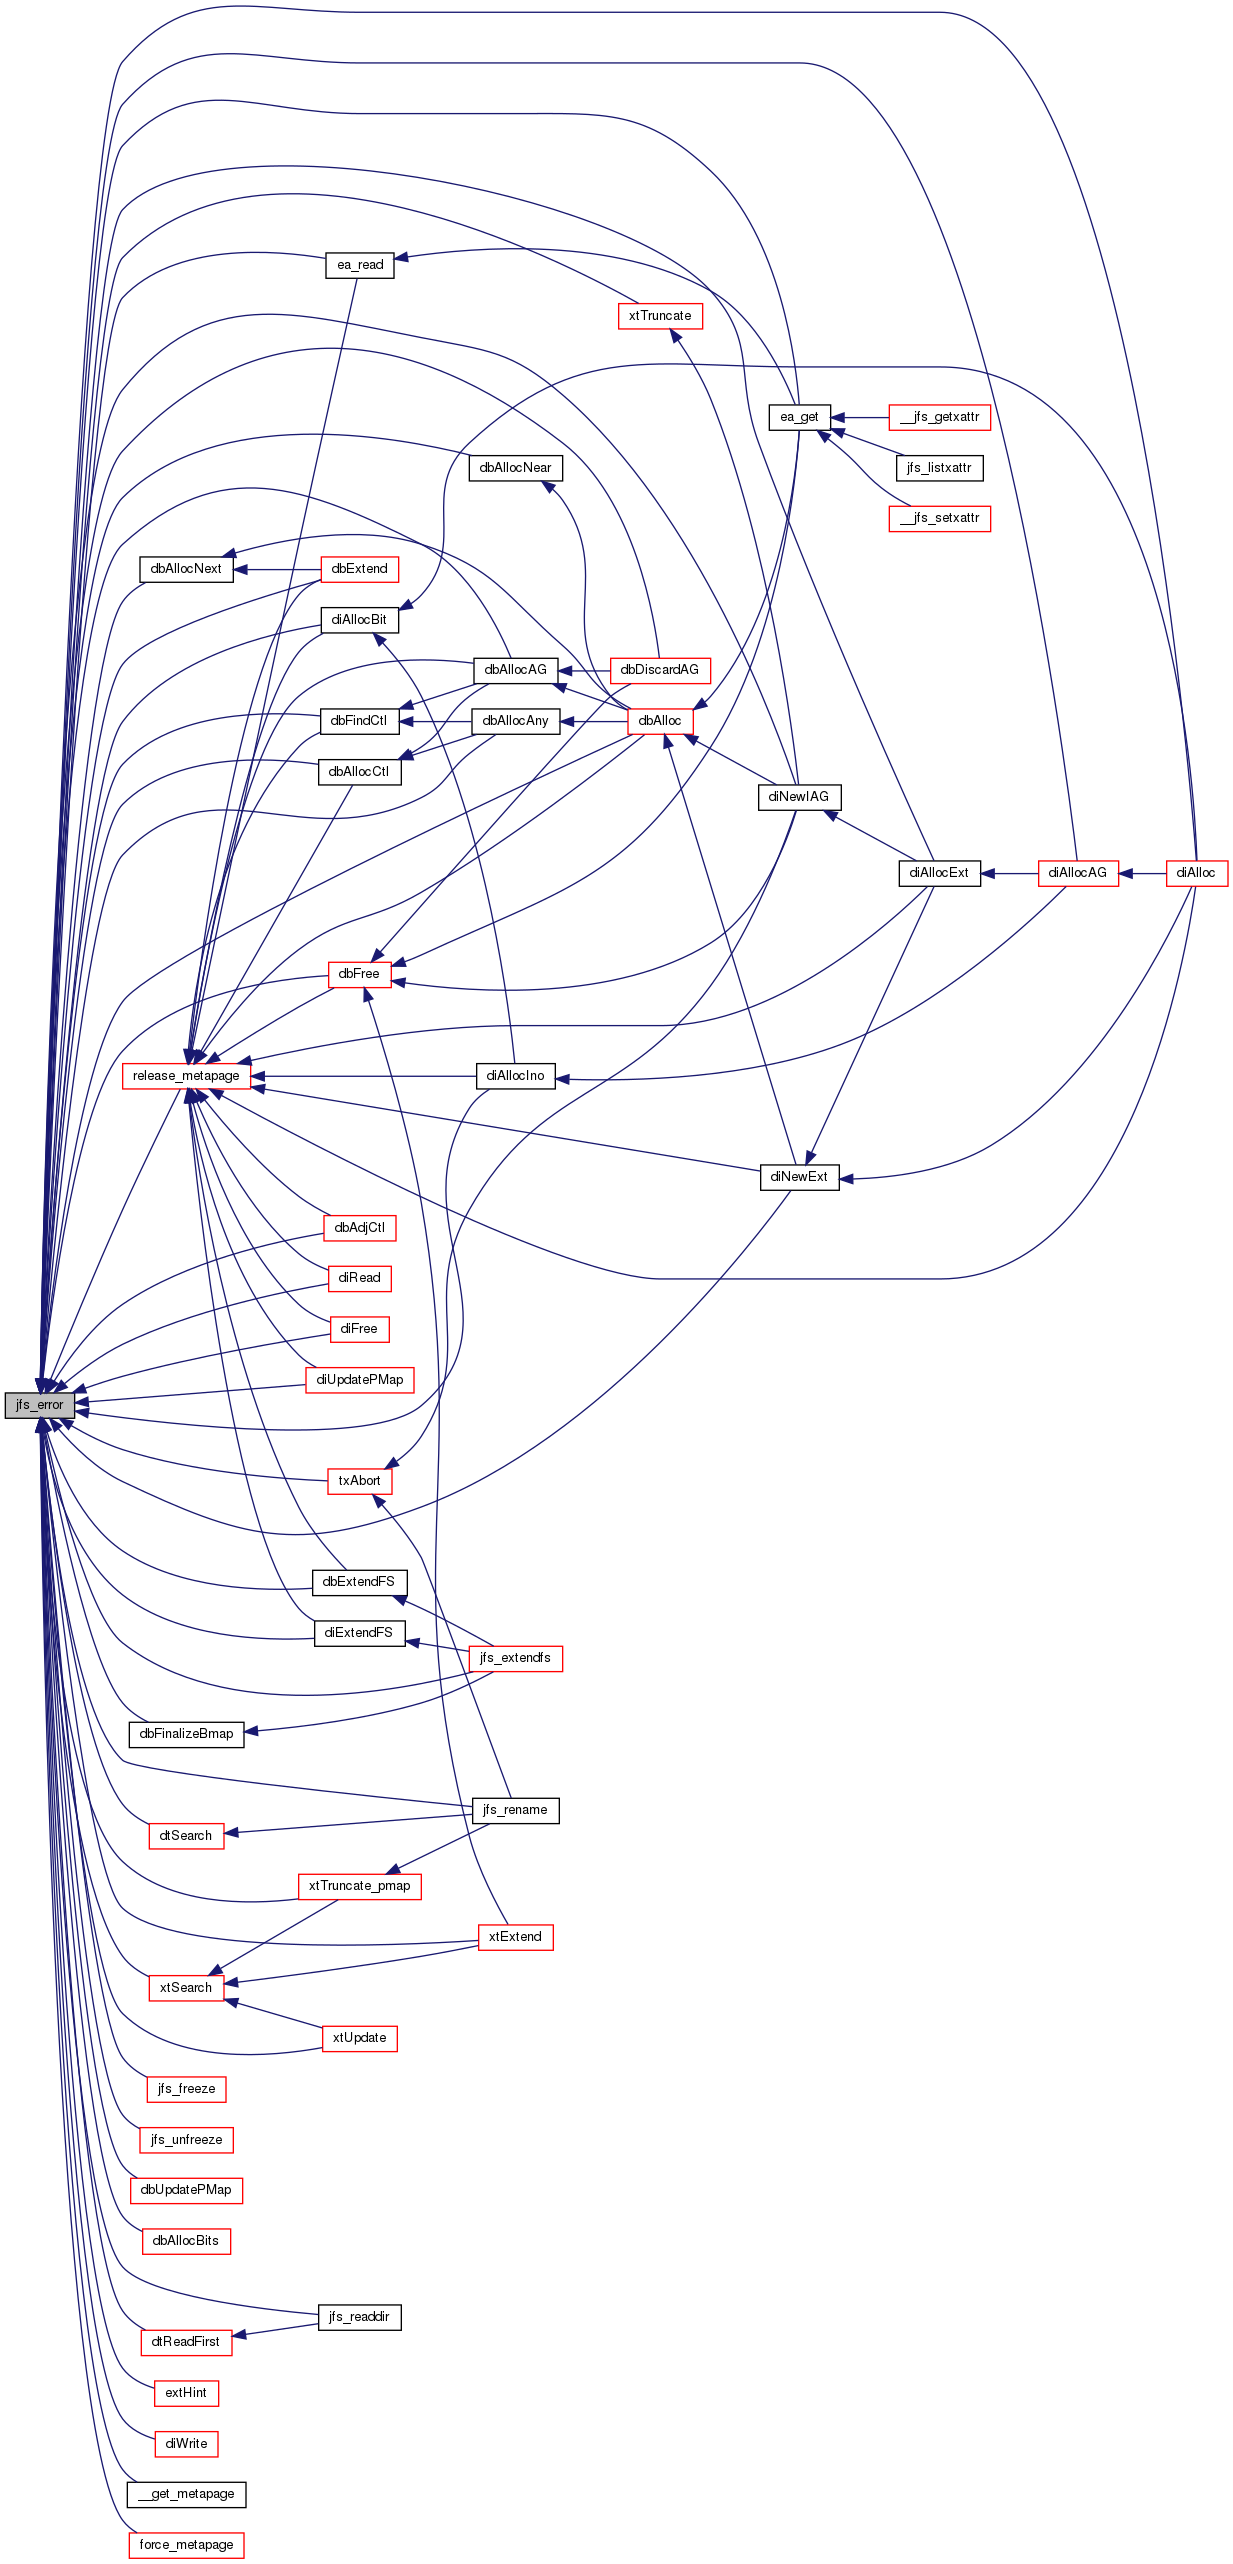 ea_read
xtTruncate
ea_get
__jfs_getxattr
dbAllocNear
jfs_listxattr
__jfs_setxattr
dbAllocNext
dbExtend
diAllocBit
dbAllocAG
dbDiscardAG
dbFindCtl
dbAllocAny
dbAlloc
dbAllocCtl
diNewIAG
diAllocExt
diAllocAG
diAlloc
dbFree
release_metapage
diAllocIno
diNewExt
dbAdjCtl
diRead
diFree
diUpdatePMap
jfs_error
txAbort
dbExtendFS
diExtendFS
jfs_extendfs
dbFinalizeBmap
jfs_rename
dtSearch
xtTruncate_pmap
xtExtend
xtSearch
xtUpdate
jfs_freeze
jfs_unfreeze
dbUpdatePMap
dbAllocBits
jfs_readdir
dtReadFirst
extHint
diWrite
__get_metapage
force_metapage